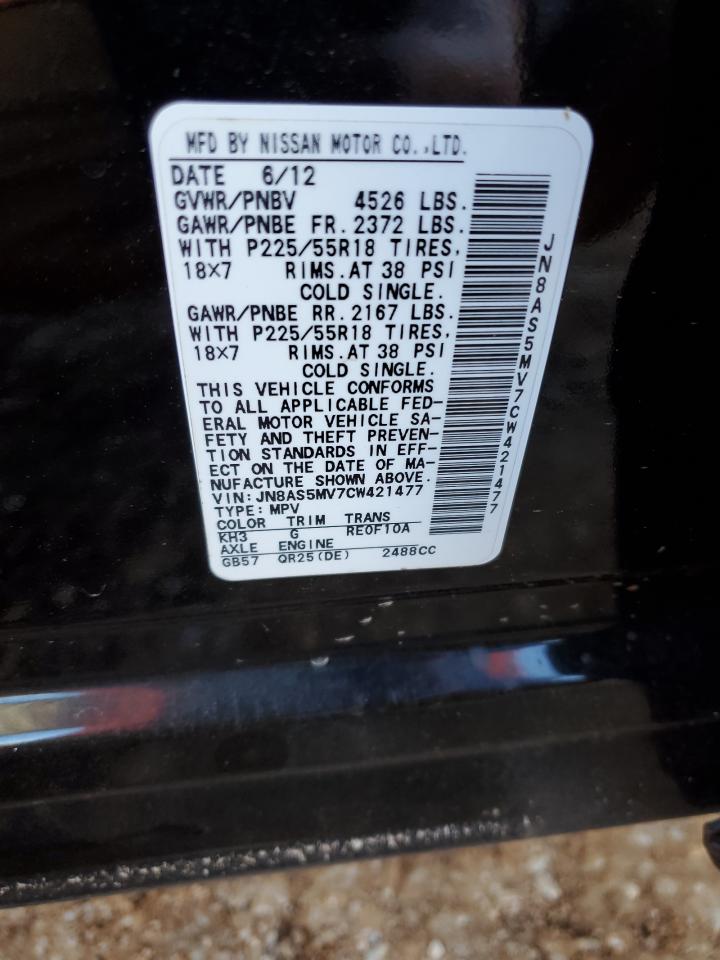 MFD BY NISSAN MOTOR CO.,LTD.
DATE 6/12
GVWR/PNBV 4526 LBS.
GAWR/PNBE FR. 2372 LBS.
WITH P225/55R18 TIRES,
18×7 RIMS.AT 38 PSI
COLD SINGLE.
GAWR/PNBE RR. 2167 LBS.
WITH P225/55R18 TIRES,
18×7 RIMS.AT 38 PSI
COLD SINGLE.
THIS VEHICLE CONFORMS
TO ALL APPLICABLE FED-
ERAL MOTOR VEHICLE SA-
FETY AND THEFT PREVEN-
TION STANDARDS IN EFF-
ECT ON THE DATE OF MA-
NUFACTURE SHOWN ABOVE.
VIN:JN8AS5MV7CW421477
TYPE:MPV
COLOR TRIM TRANS
KH3 G RE0F10A
AXLE ENGINE
GB57 QR25(DE) 2488CC
JN8AS5MV7CW421477